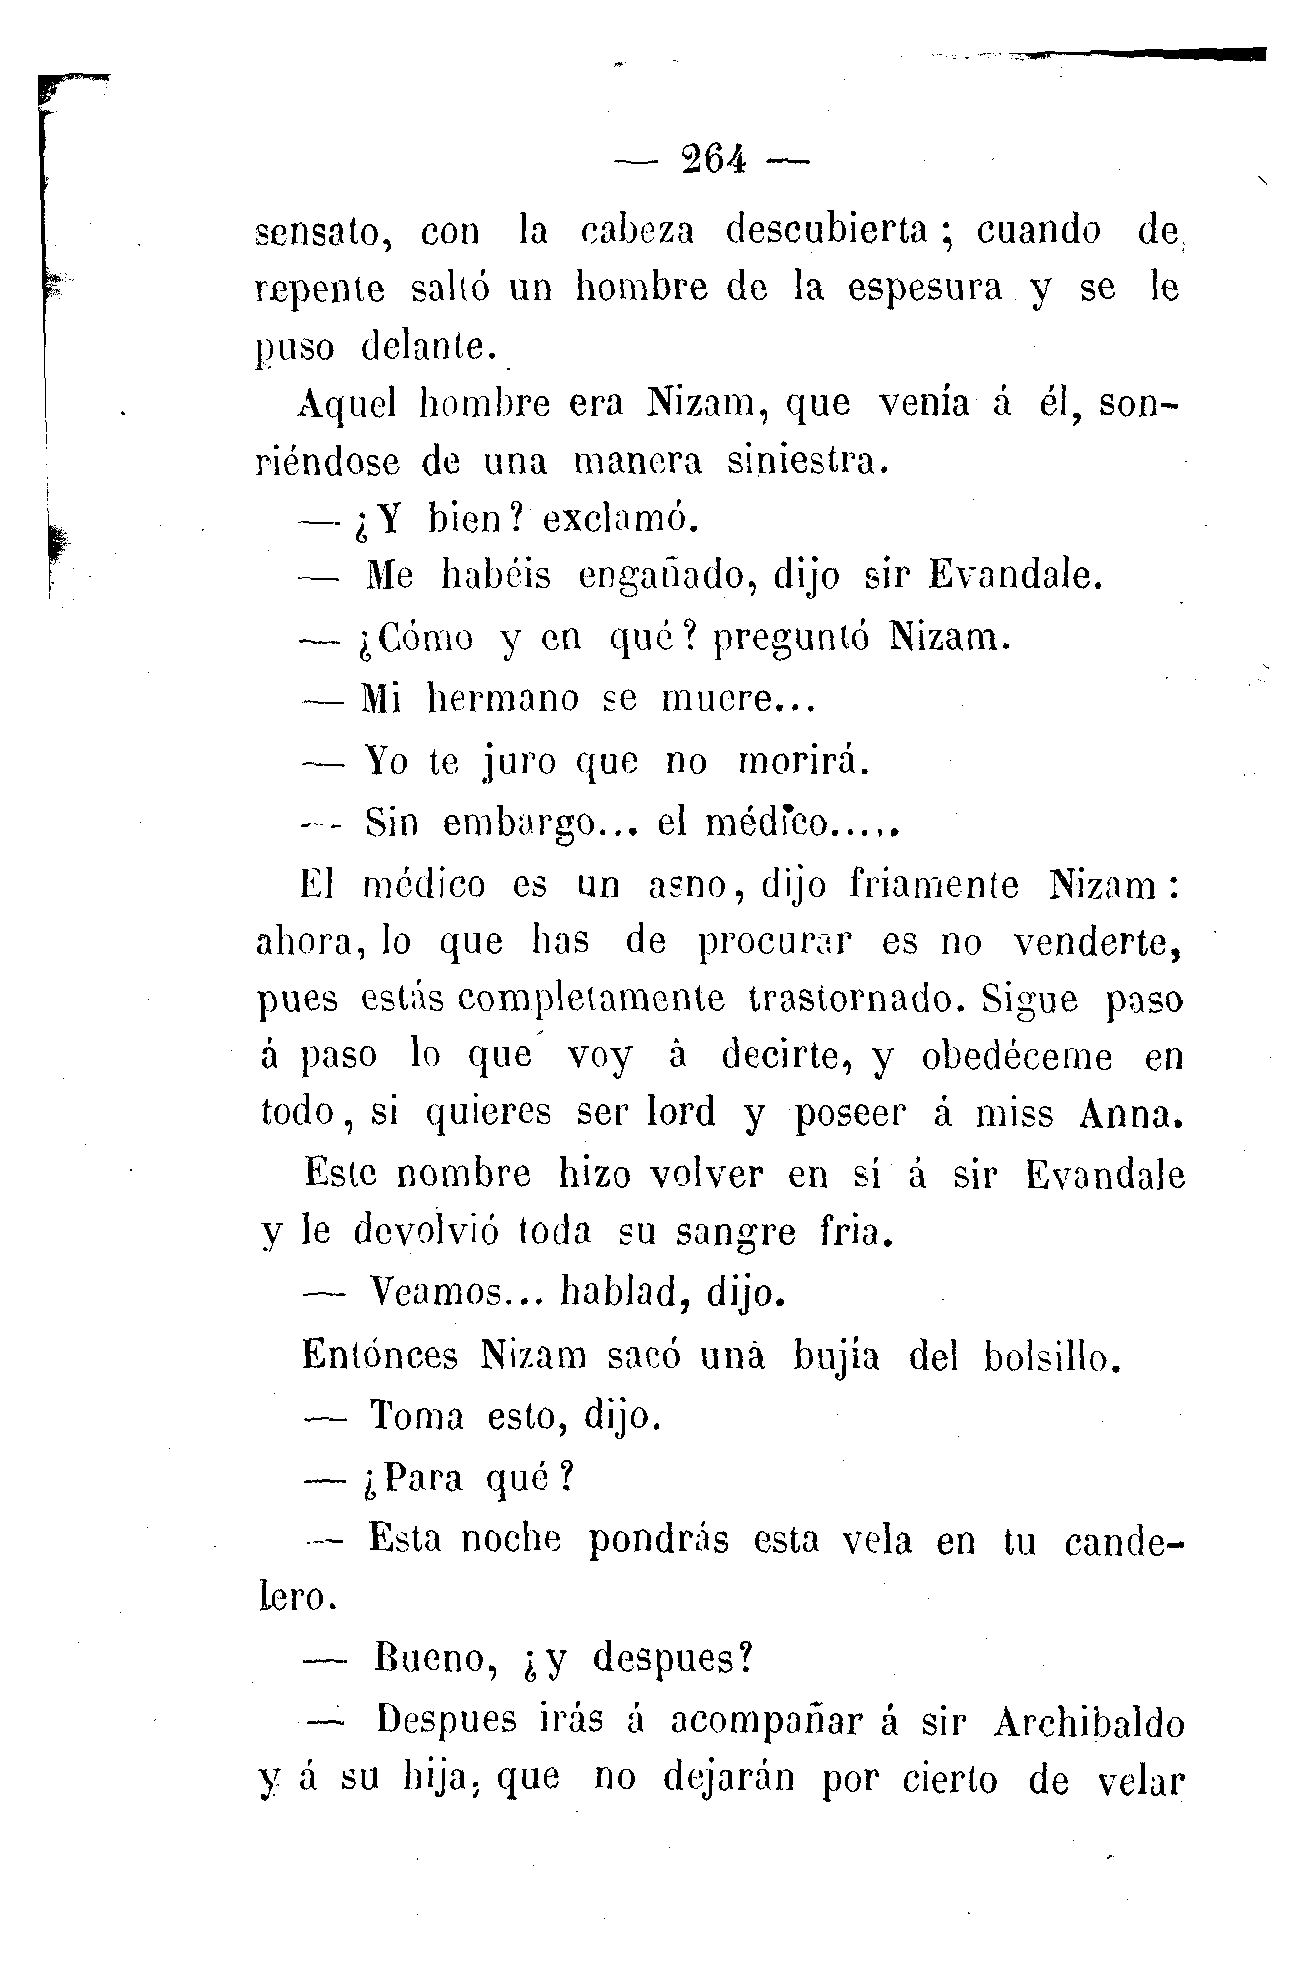 — 264 —
sensato, con la cabeza descubierta ; cuando de
repente saltó un hombre de la espesura y se le
puso delante.
Aquel hombre era Nizam, que venía á él, son-
riéndose de una manera siniestra.
— ¿Y bien? exclamó.
— Me habéis engañado, dijo sir Evandale.
— ¿Cómo y en qué? preguntó Nizam.
— Mi hermano se muere...
— Yo te juro que no morirá.
— Sin embargo... el médico.....
El médico es un asno, dijo friamente Nizam :
ahora, lo que has de procurar es no venderte,
pues estás completamente trastornado. Sigue paso
á paso lo que voy á decirte, y obedéceme en
todo, si quieres ser lord y poseer á miss Anna.
Este nombre hizo volver en sí á sir Evandale
y le devolvió toda su sangre fria.
— Veamos... hablad, dijo.
Entónces Nizam sacó una bujía del bolsillo.
— Toma esto, dijo.
— ¿Para qué?
— Esta noche pondrás esta vela en tu cande-
lero.
— Bueno, ¿y despues?
— Despues irás á acompañar á sir Archibaldo
y á su hija, que no dejarán por cierto de velar